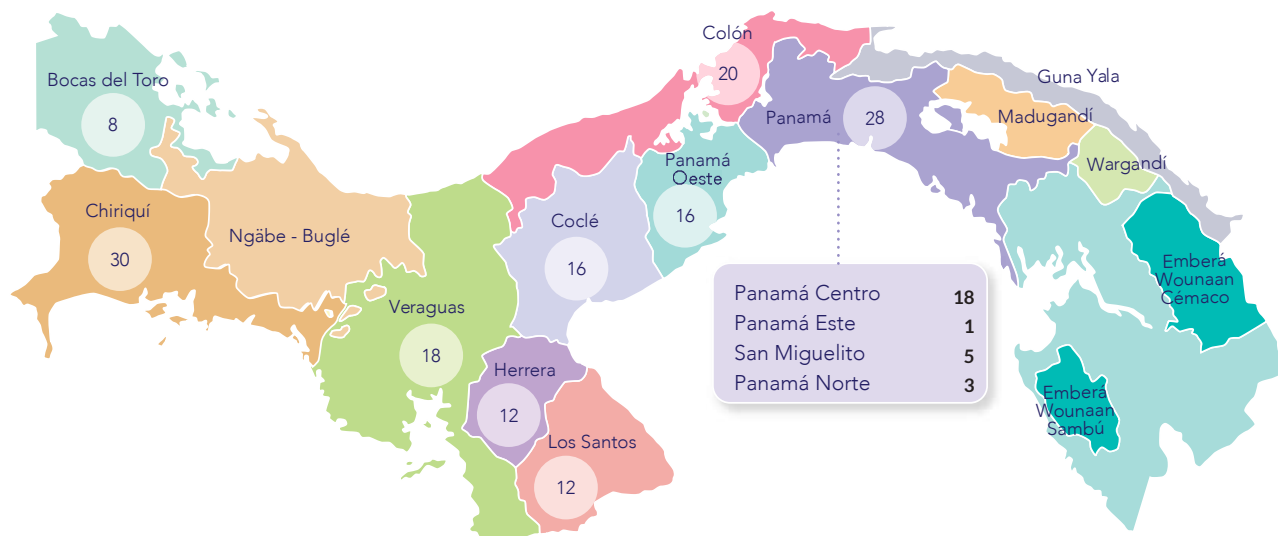 Bocas del Toro
8
Chiriquí
30
Ngäbe - Buglé
Veraguas
18
Herrera
12
Los Santos
12
Coclé
16
Colón
20
Panamá
Oeste
16
Panamá
28
Guna Yala
Madugandí
Wargandí
Emberá
Wounaan
Cémaco
Emberá
Wounaan
Sambú
Panamá Centro 18
Panamá Este 1
San Miguelito 5
Panamá Norte 3